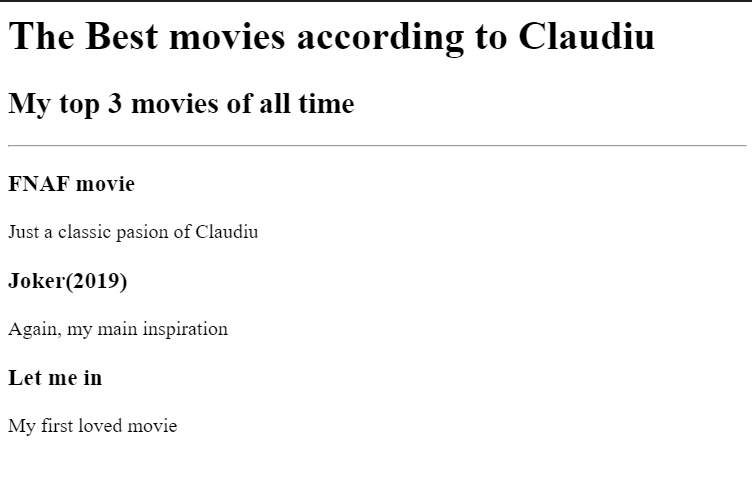 The Best movies according to Claudiu
My top 3 movies of all time
FNAF movie
Just a classic pasion of Claudiu
Joker(2019)
Again, my main inspiration
Let me in
My first loved movie